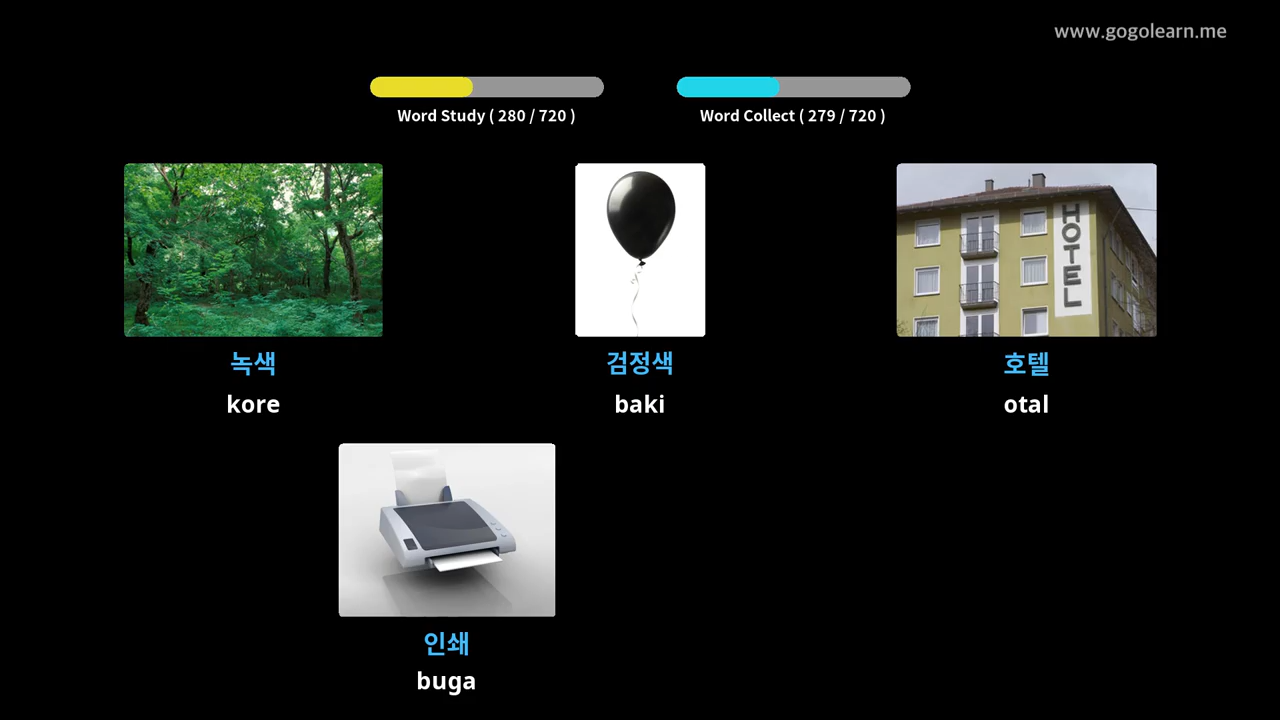 www.gogolearn.me
Word Study ( 280 / 720 )
Word Collect ( 279 / 720 )
HOTEL
녹색
검정색
호텔
kore
baki
otal
인쇄
buga